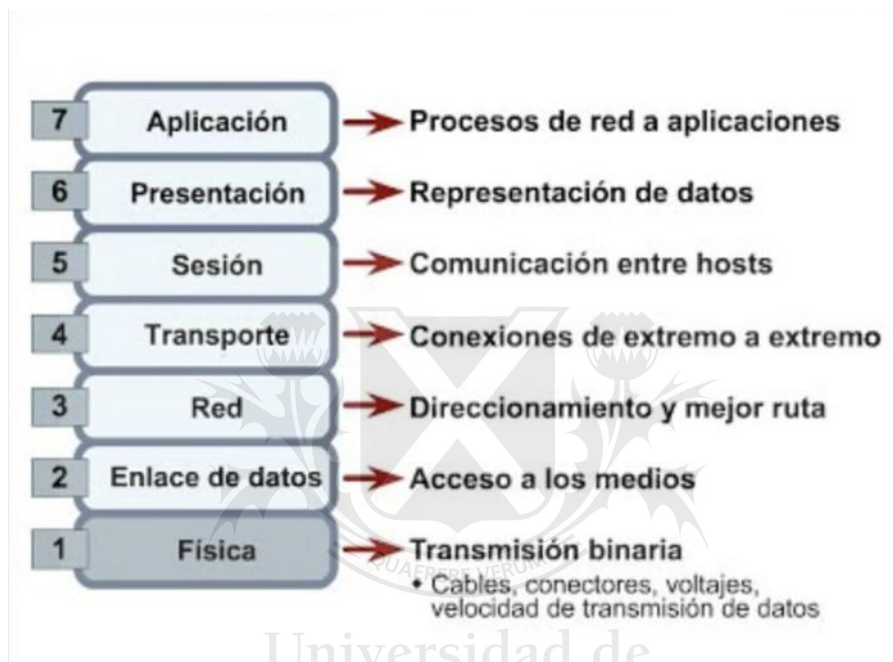 7 Aplicación Procesos de red a aplicaciones
6 Presentación Representación de datos
5 Sesión Comunicación entre hosts
4 Transporte Conexiones de extremo a extremo
3 Red Direccionamiento y mejor ruta
2 Enlace de datos Acceso a los medios
1 Física Transmisión binaria
• Cables, conectores, voltajes,
velocidad de transmisión de datos
QUAERERE VERUM
Universidad de